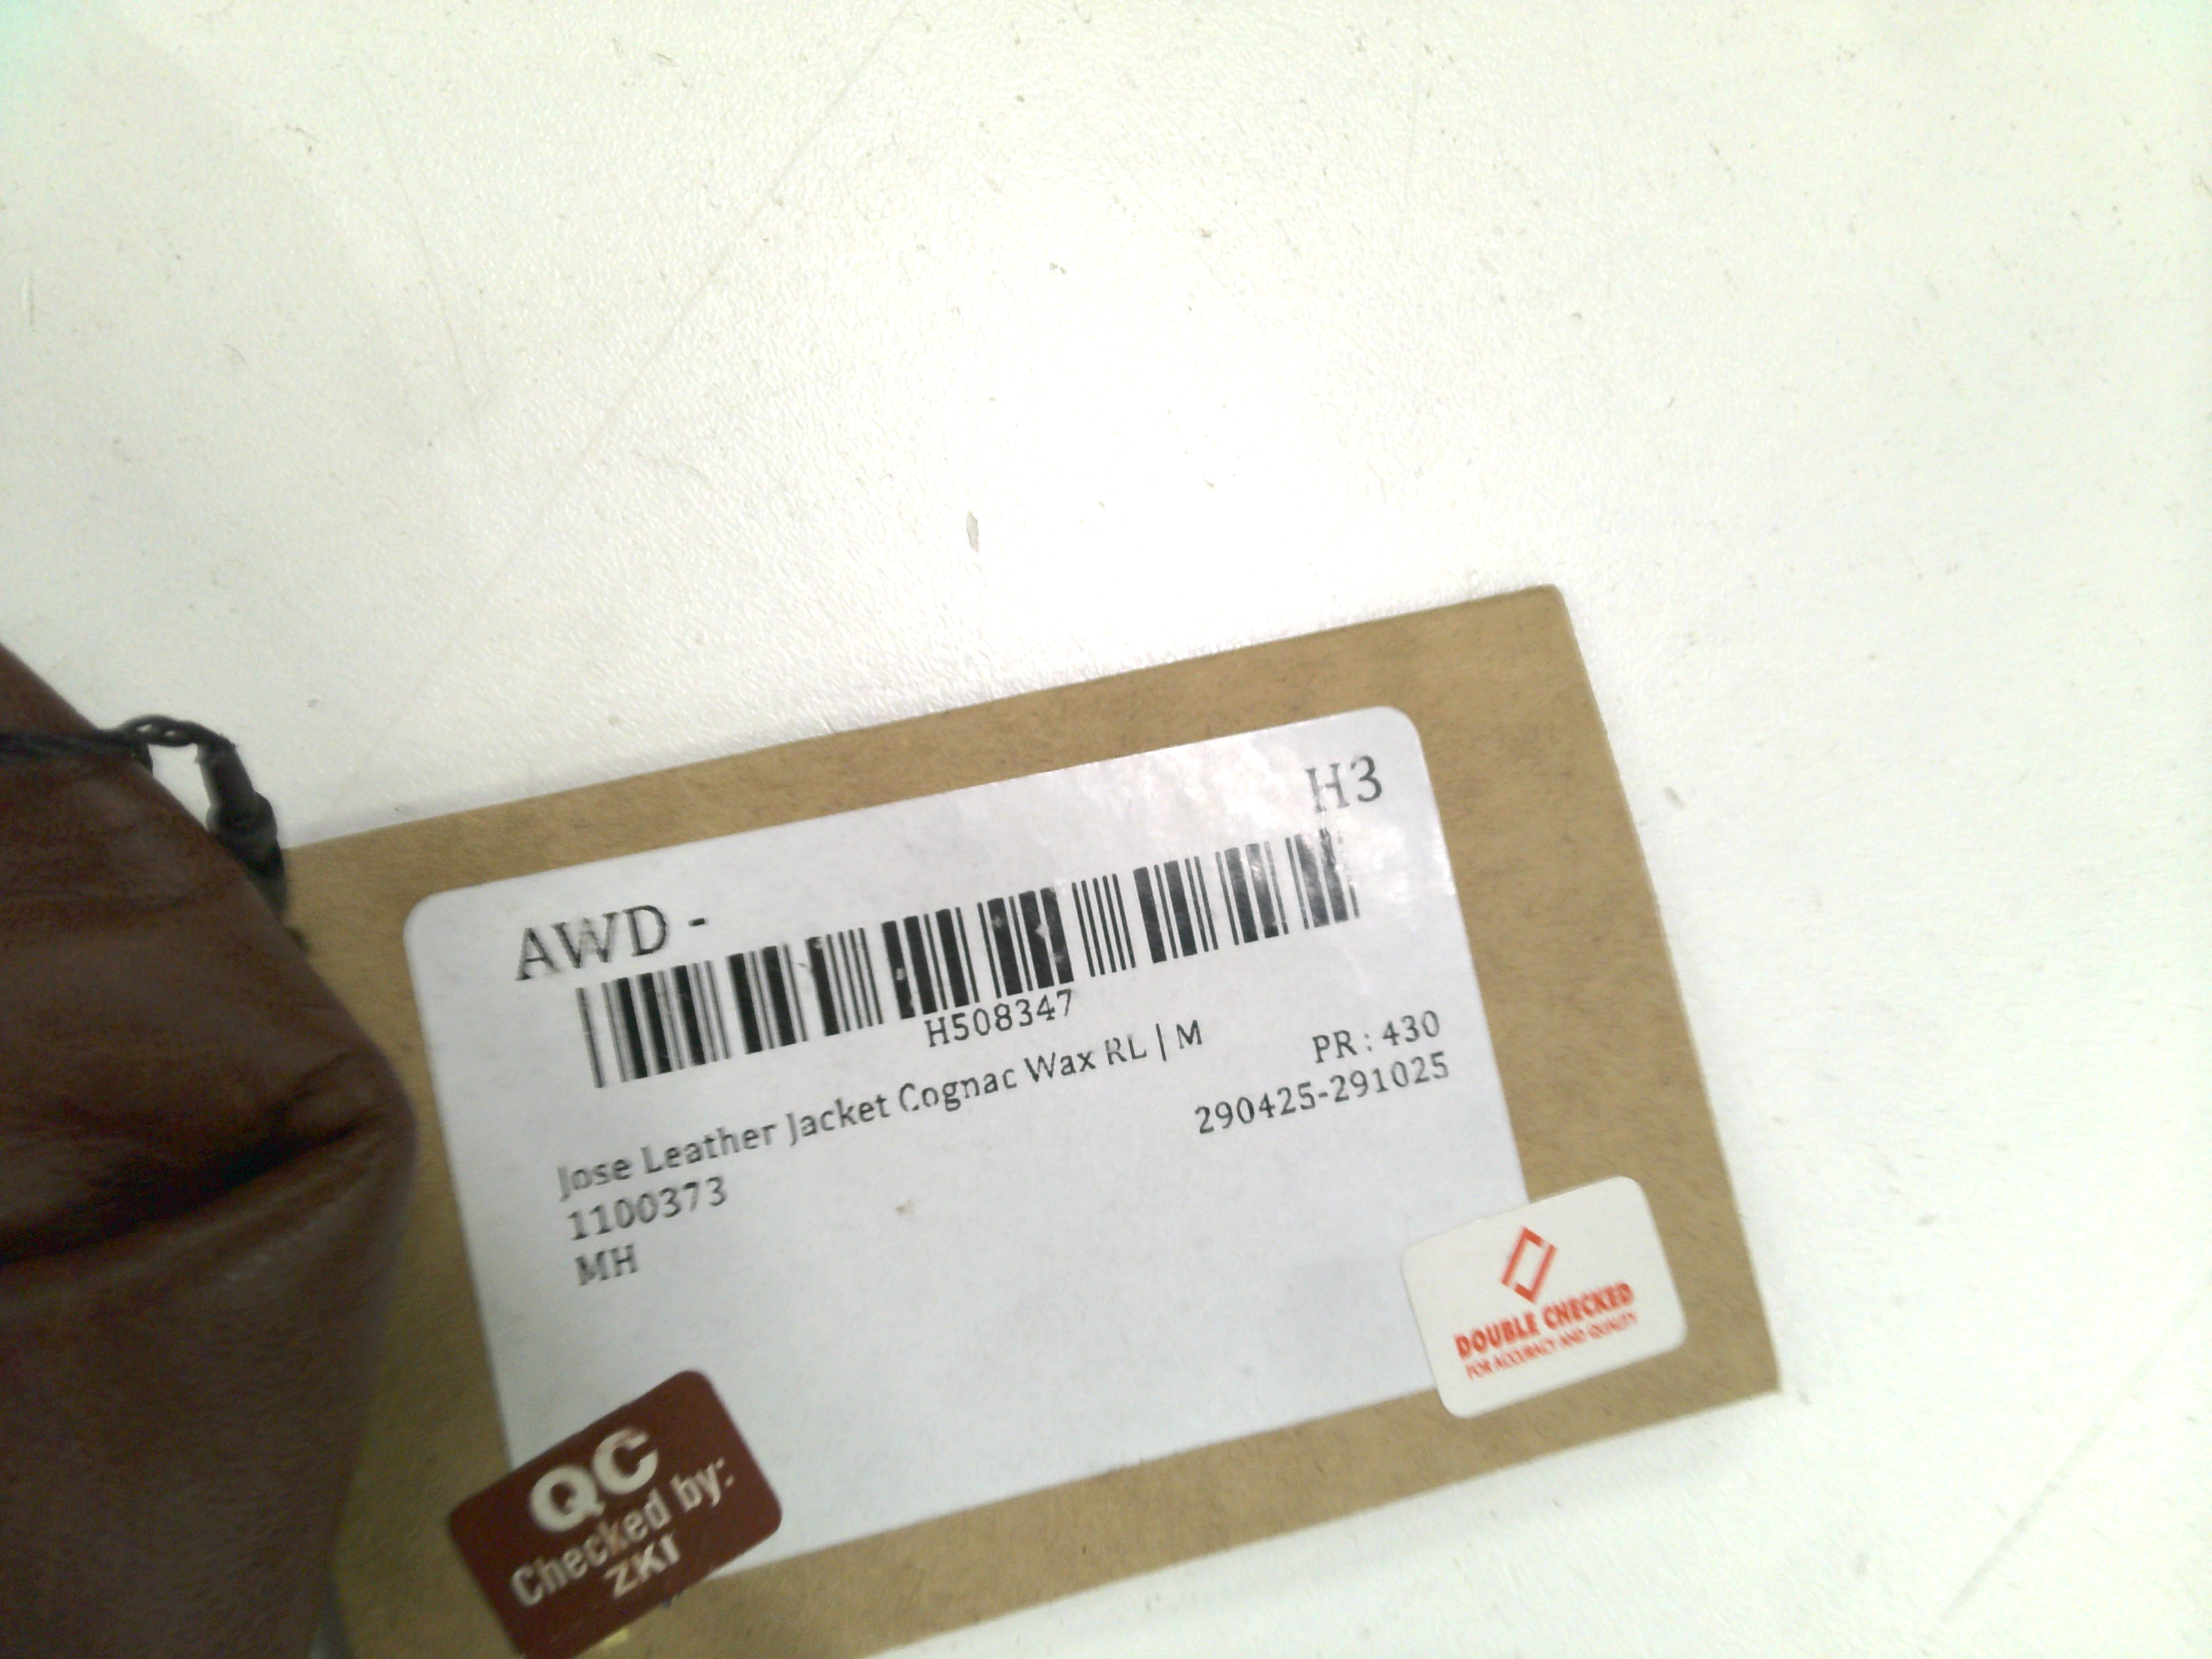 H3
AWD -
H508347
Jose Leather Jacket Cognac Wax RL | M
PR : 430
1100373
290425-291025
MH
DOUBLE CHECKED
FOR ACCURACY AND QUALITY
QC
Checked by:
ZKI